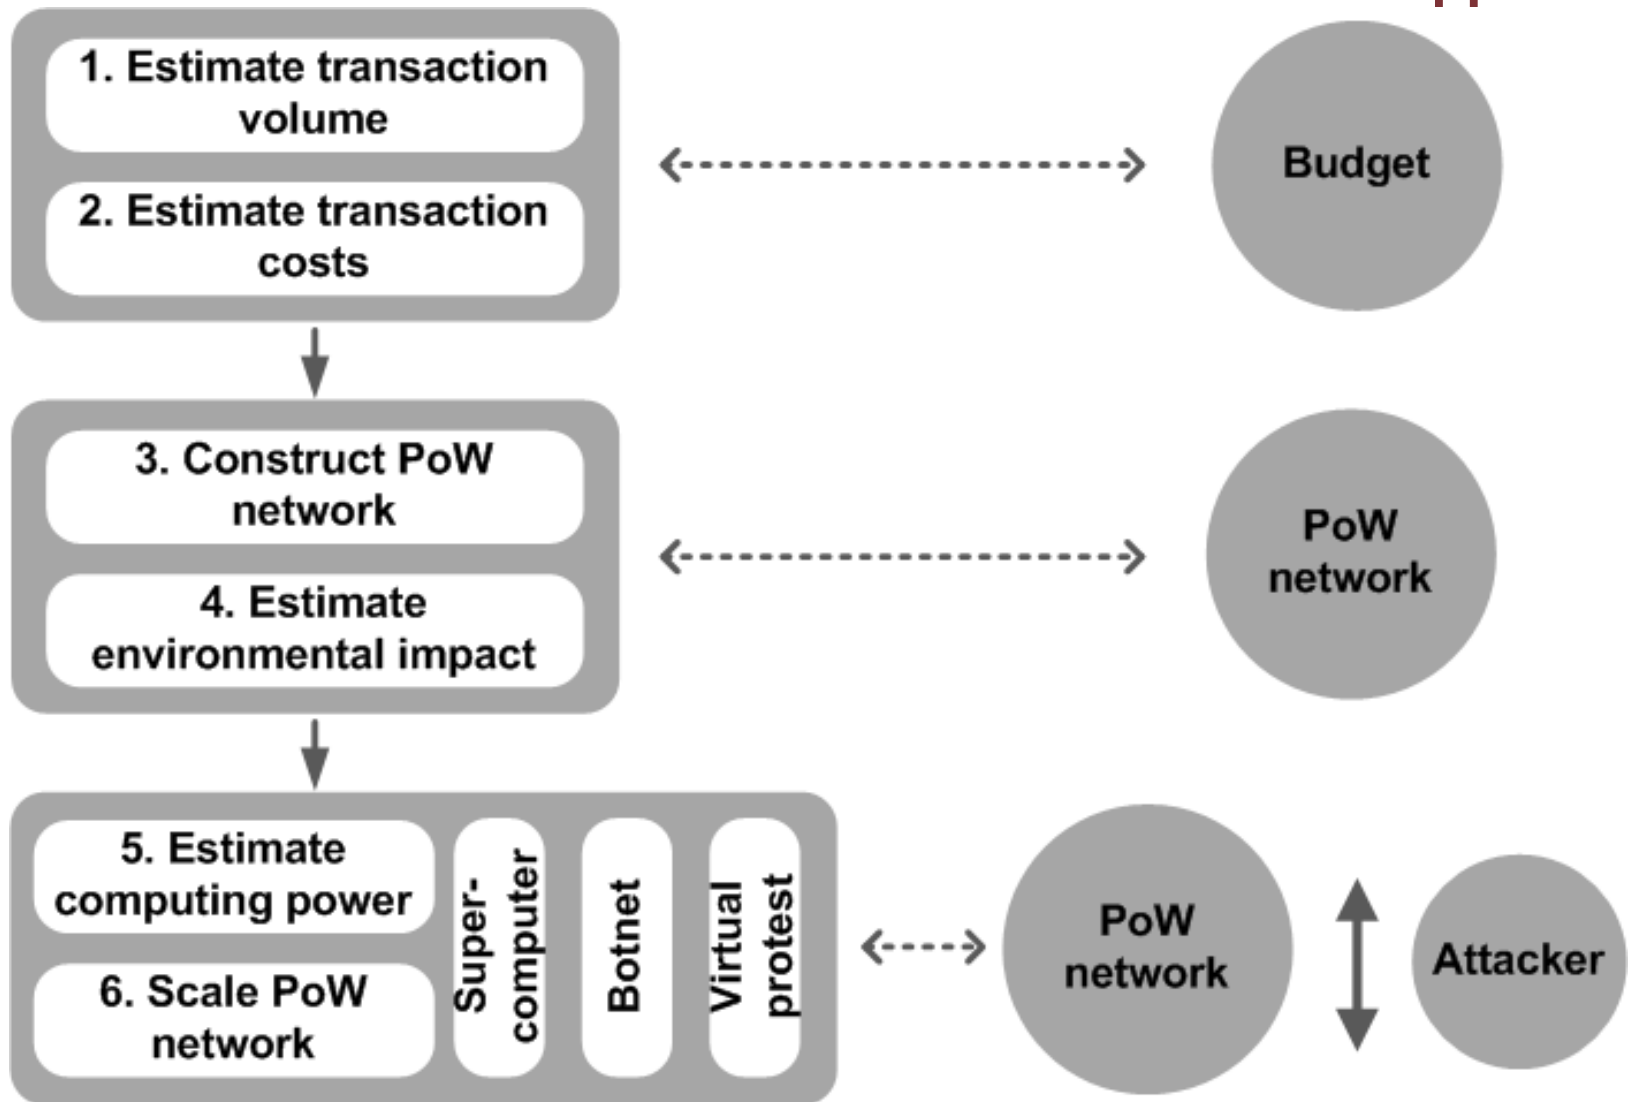 1. Estimate transaction
volume
2. Estimate transaction
costs
Budget
3. Construct PoW
network
4. Estimate
environmental impact
PoW
network
5. Estimate
computing power
6. Scale PoW
network
Super-
computer
Botnet
Virtual
protest
PoW
network
Attacker